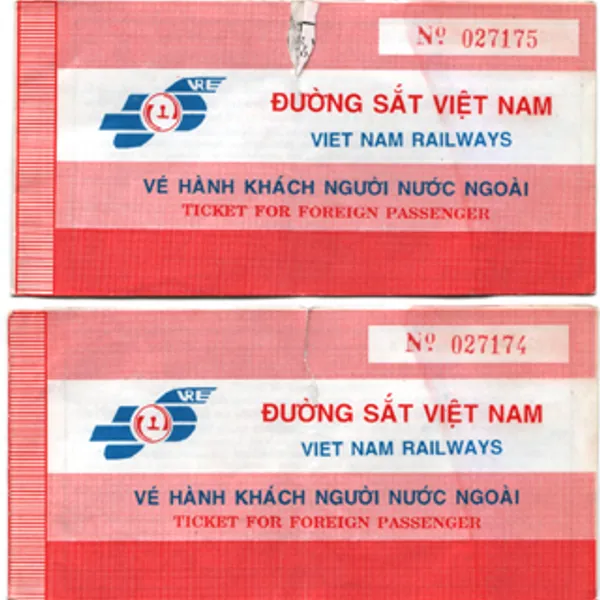 Nº 027175
VRE
ĐƯỜNG SẮT VIỆT NAM
VIET NAM RAILWAYS
VÉ HÀNH KHÁCH NGƯỜI NƯỚC NGOÀI
TICKET FOR FOREIGN PASSENGER
Nº 027174
VRE
ĐƯỜNG SẮT VIỆT NAM
VIET NAM RAILWAYS
VÉ HÀNH KHÁCH NGƯỜI NƯỚC NGOÀI
TICKET FOR FOREIGN PASSENGER